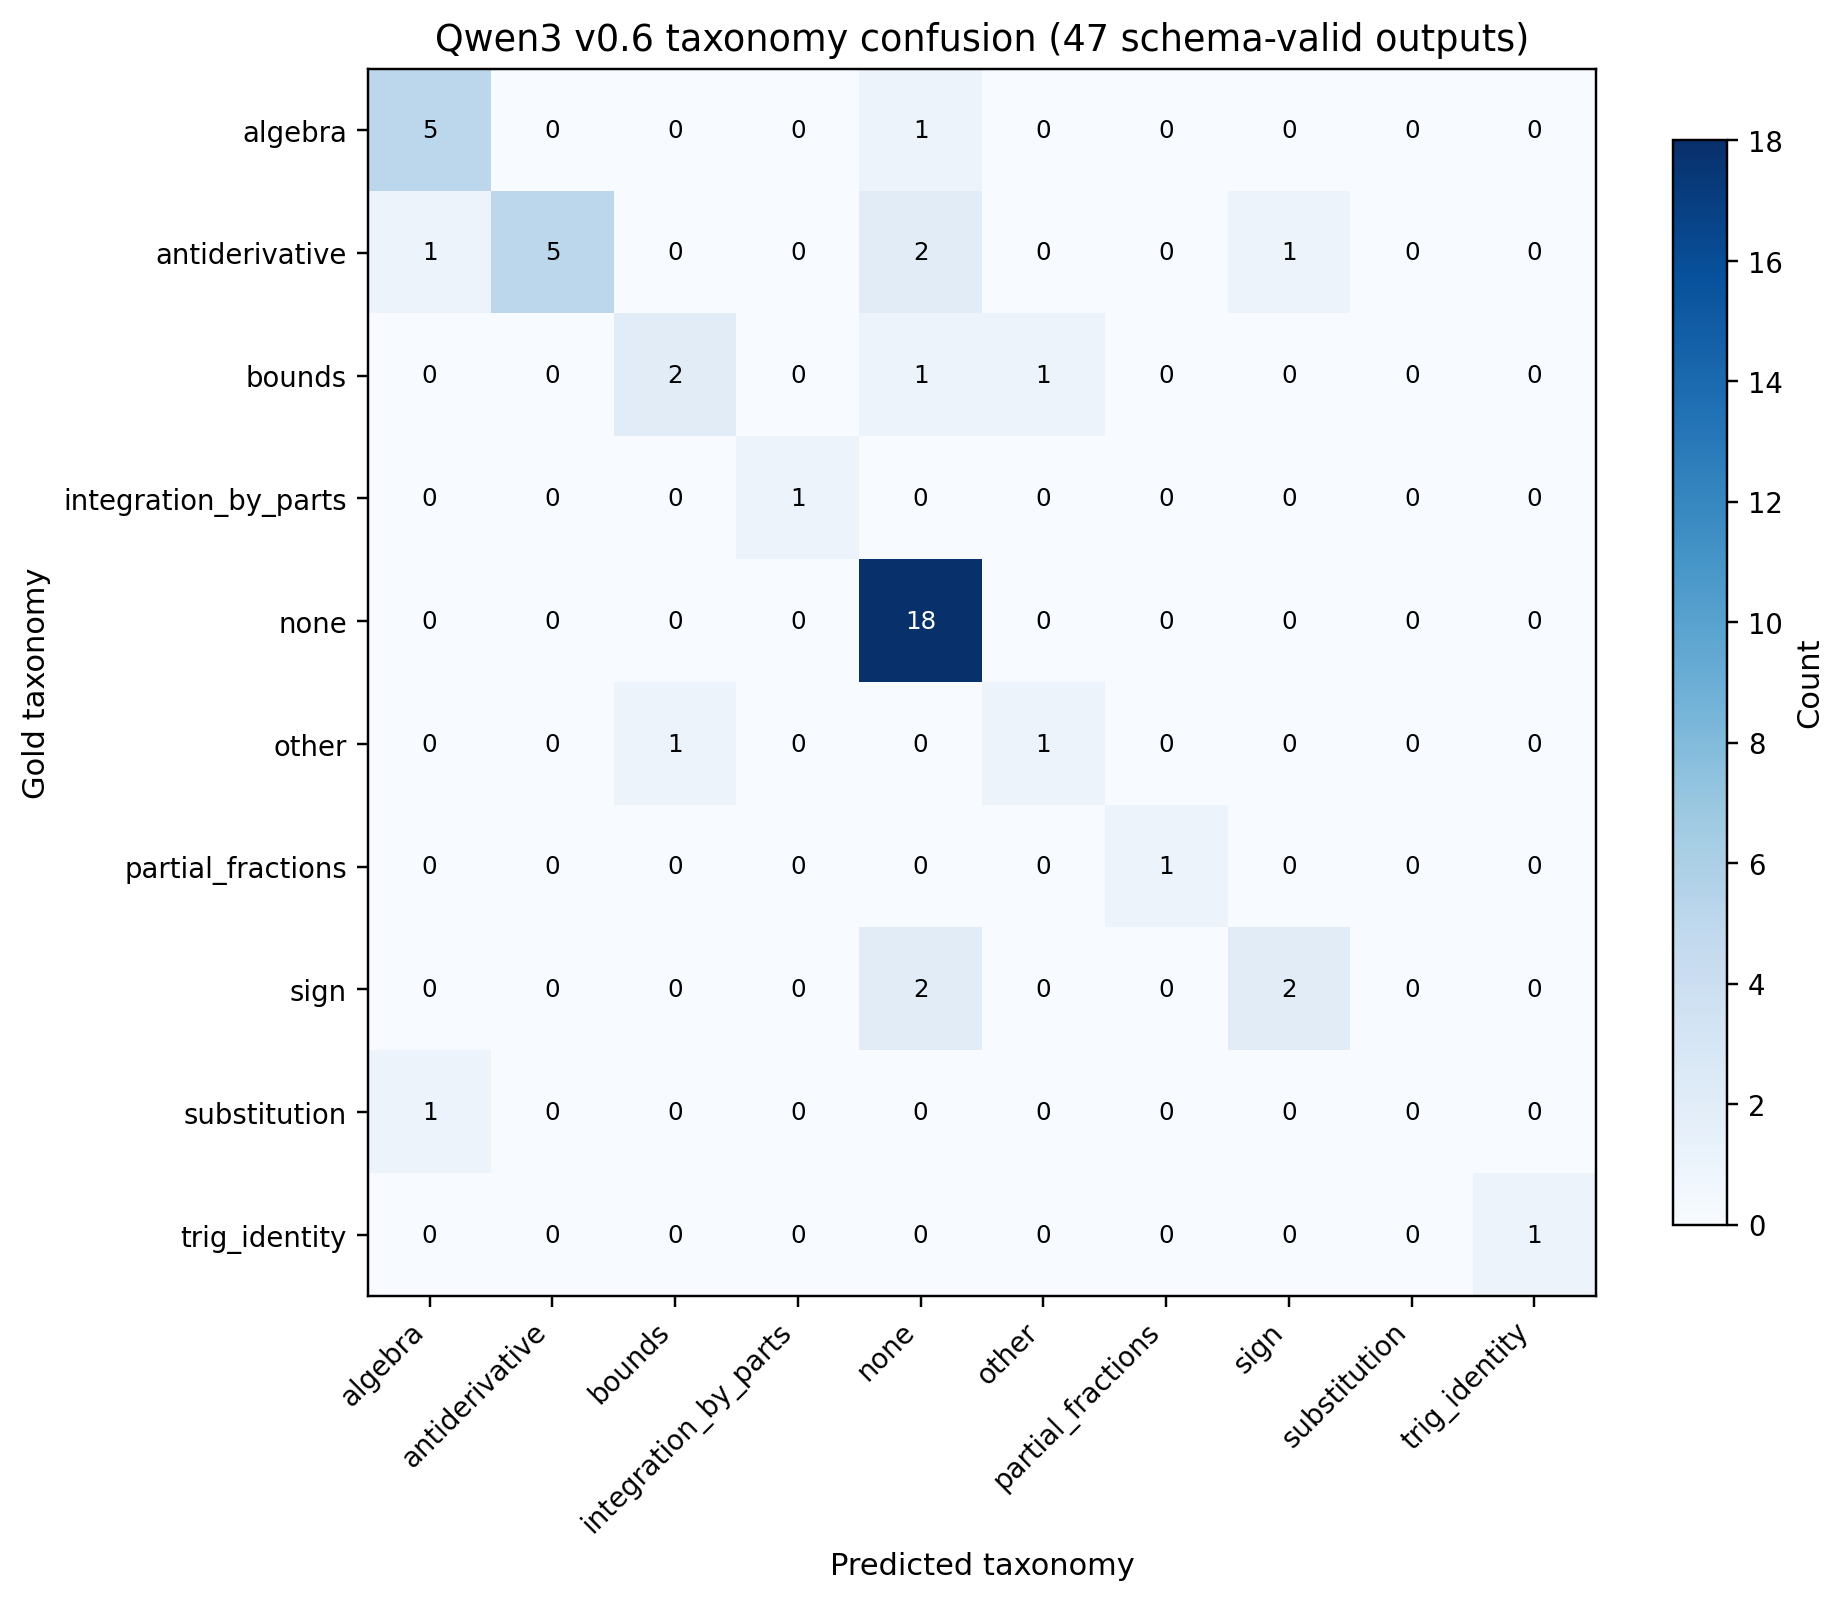 Qwen3 v0.6 taxonomy confusion (47 schema-valid outputs)
algebra 5 0 0 0 1 0 0 0 0 0
antiderivative 1 5 0 0 2 0 0 1 0 0
bounds 0 0 2 0 1 1 0 0 0 0
integration_by_parts 0 0 0 1 0 0 0 0 0 0
none 0 0 0 0 18 0 0 0 0 0
other 0 0 1 0 0 1 0 0 0 0
partial_fractions 0 0 0 0 0 0 1 0 0 0
sign 0 0 0 0 2 0 0 2 0 0
substitution 1 0 0 0 0 0 0 0 0 0
trig_identity 0 0 0 0 0 0 0 0 0 1
Gold taxonomy
algebra
antiderivative
bounds
integration_by_parts
none
other
partial_fractions
sign
substitution
trig_identity
Predicted taxonomy
18
16
14
12
10
8
6
4
2
0
Count